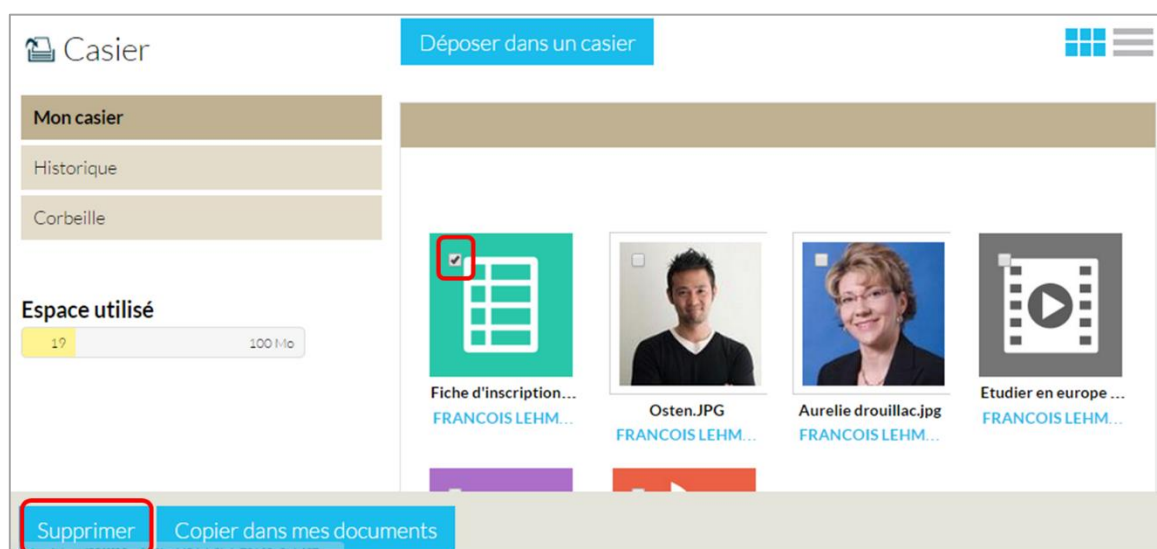 Casier
Déposer dans un casier
Mon casier
Historique
Corbeille
Espace utilisé
19 100 Mo
Fiche d'inscription...
FRANCOIS LEHM...
Osten.JPG
FRANCOIS LEHM...
Aurelie drouillac.jpg
FRANCOIS LEHM...
Etudier en europe ...
FRANCOIS LEHM...
Supprimer
Copier dans mes documents